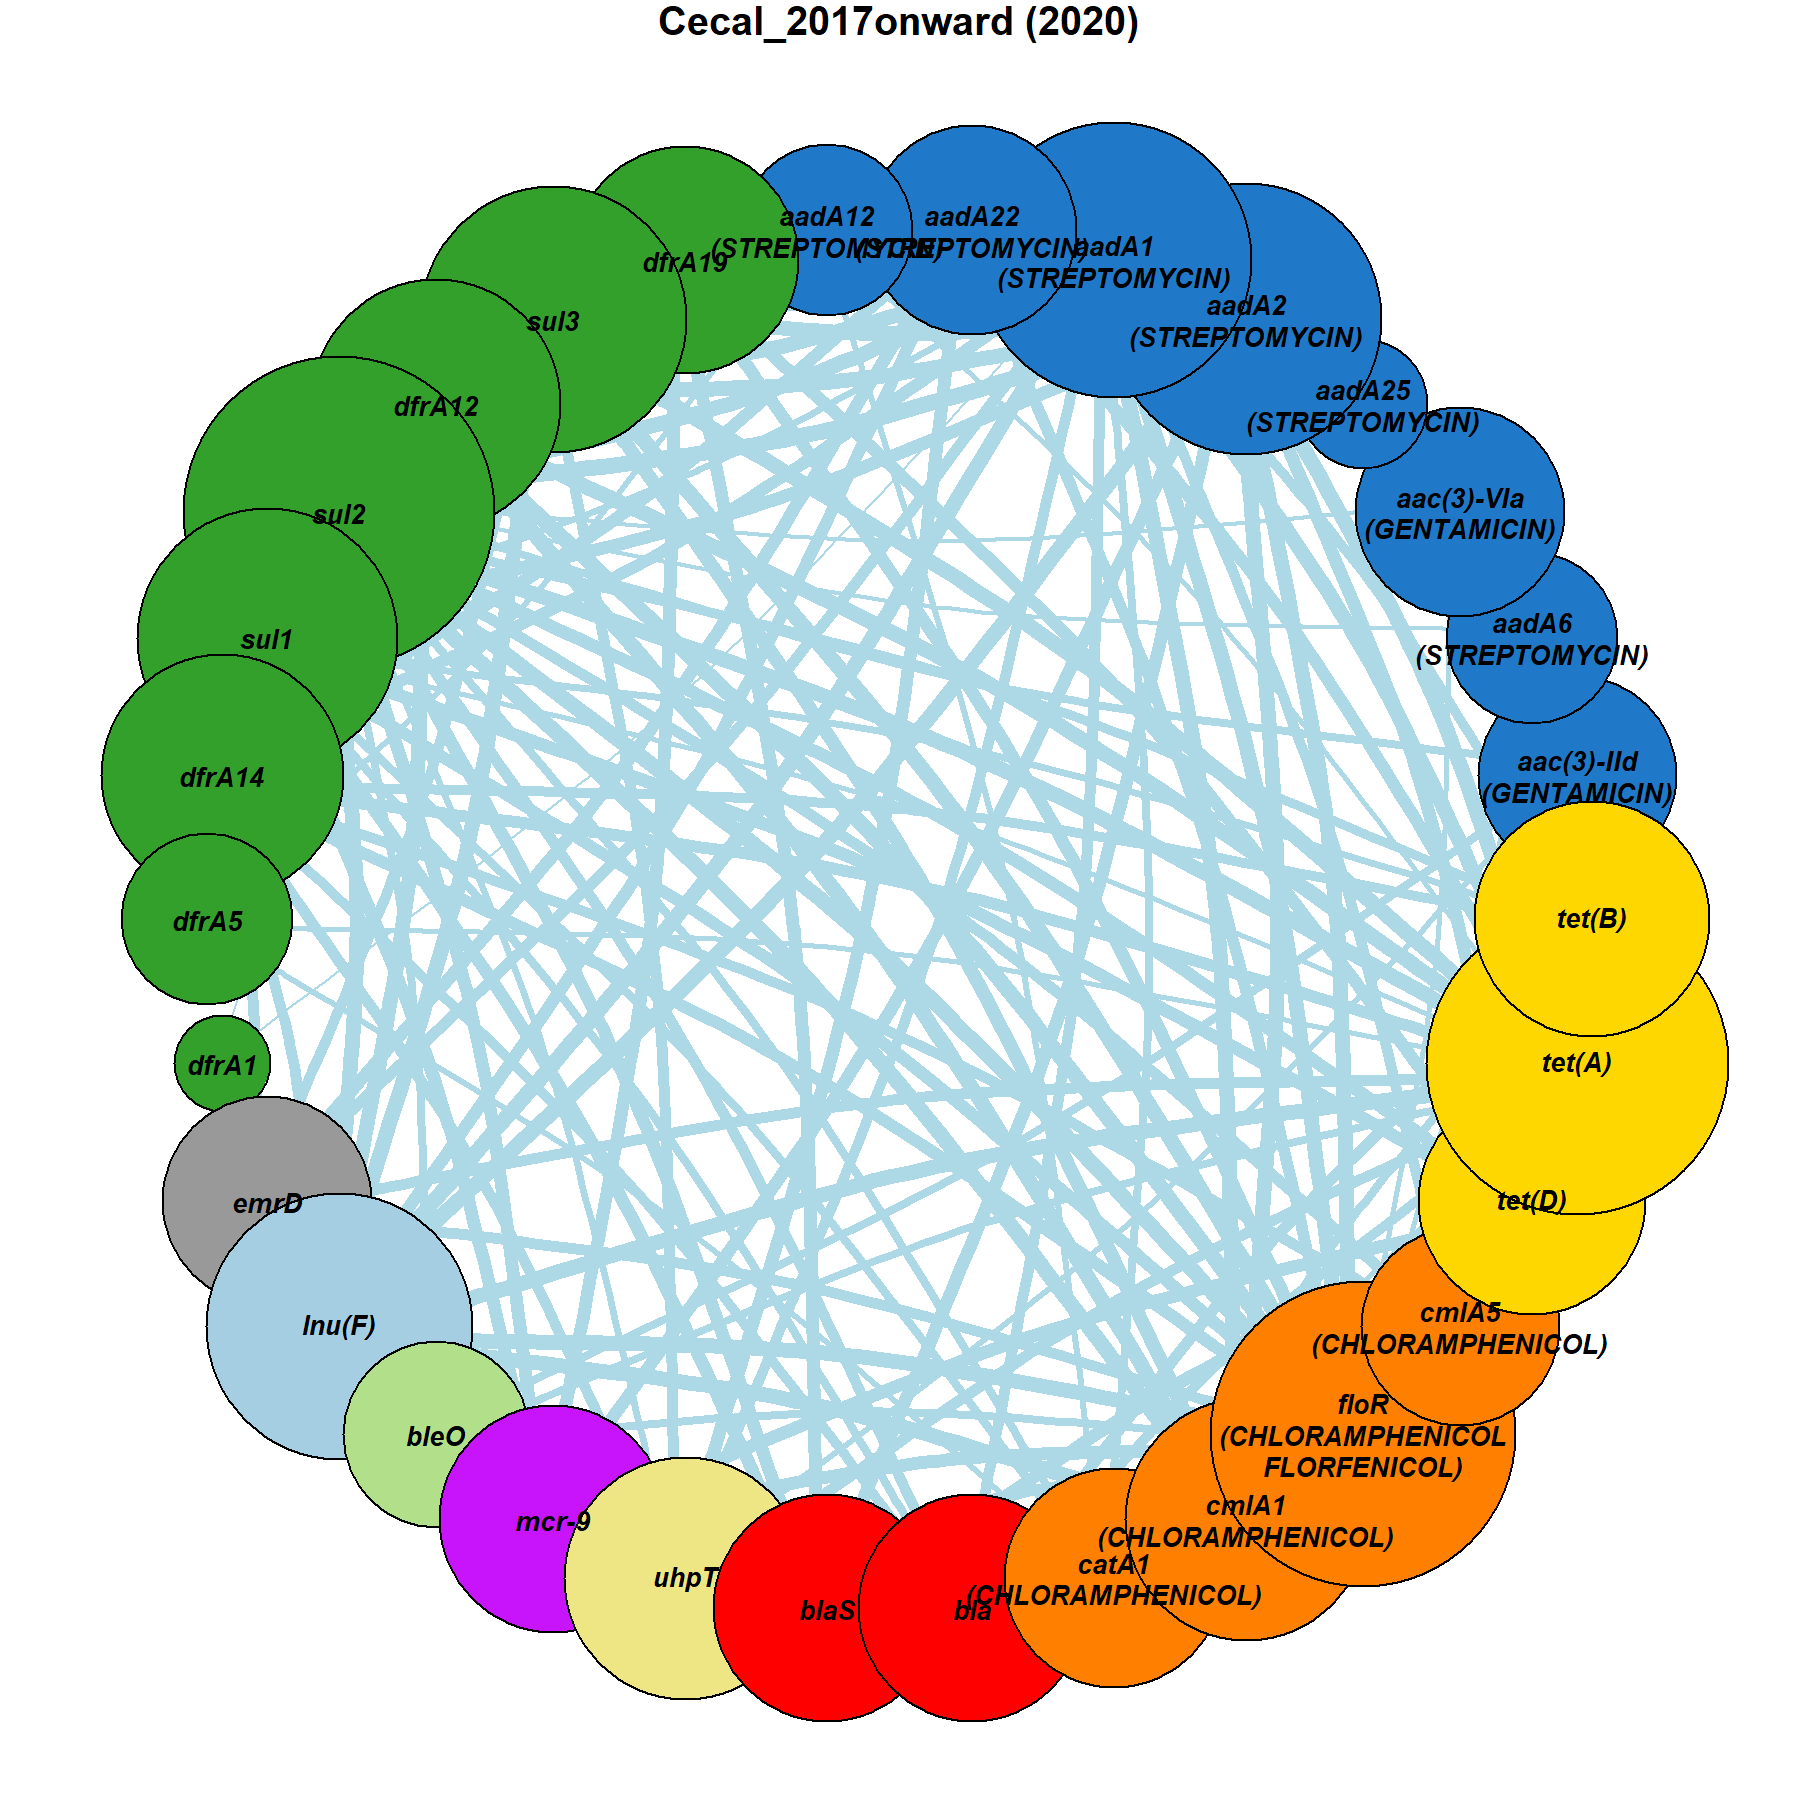 Cecal_2017onward (2020)
aadA12
(STREPTOMYCIN)
aadA22
(STREPTOMYCIN)
aadA1
(STREPTOMYCIN)
aadA2
(STREPTOMYCIN)
aadA25
(STREPTOMYCIN)
aac(3)-VIa
(GENTAMICIN)
aadA6
(STREPTOMYCIN)
aac(3)-IId
(GENTAMICIN)
tet(B)
tet(A)
tet(D)
cmlA5
(CHLORAMPHENICOL)
floR
(CHLORAMPHENICOL
FLORFENICOL)
cmlA1
(CHLORAMPHENICOL)
catA1
(CHLORAMPHENICOL)
bla
blaS
uhpT
mcr-9
bleO
lnu(F)
emrD
dfrA1
dfrA5
dfrA14
sul1
sul2
dfrA12
sul3
dfrA19